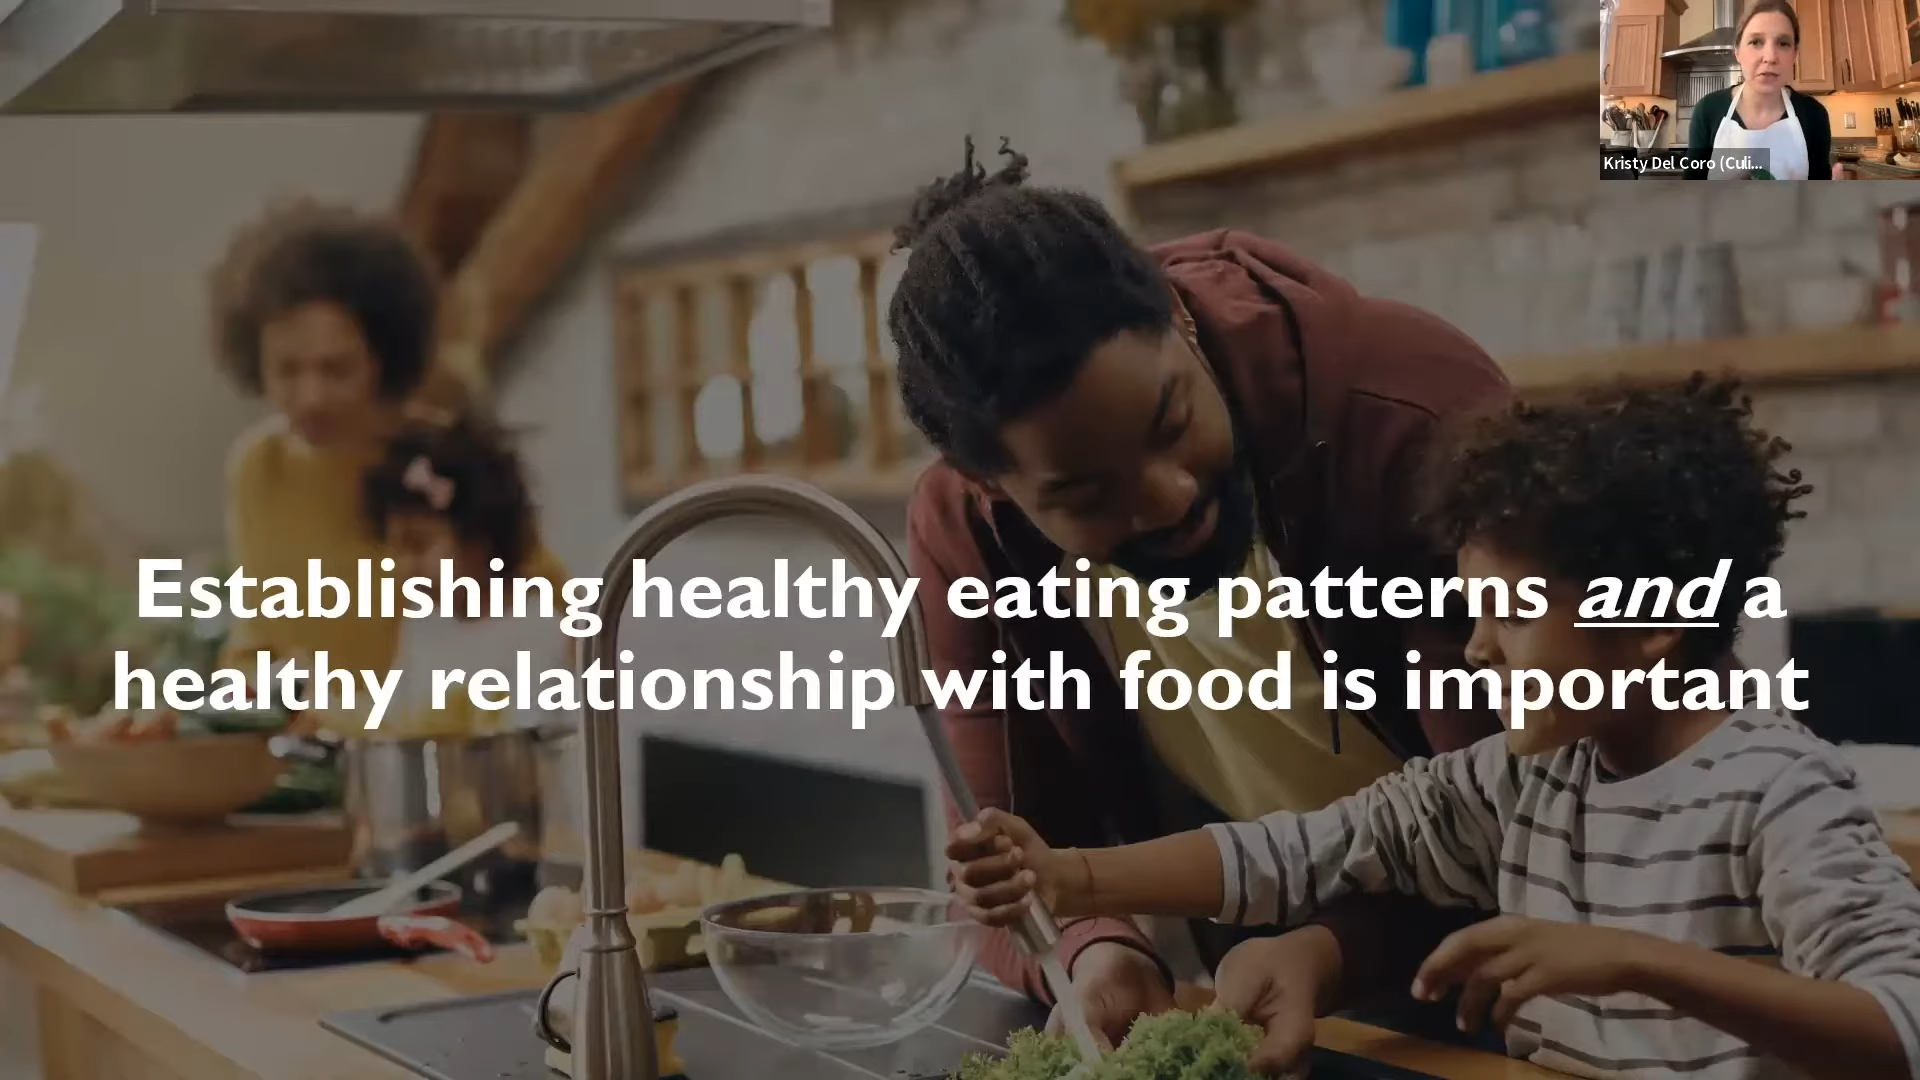 Kristy Del Coro (Culi...
Establishing healthy eating patterns and a
healthy relationship with food is important